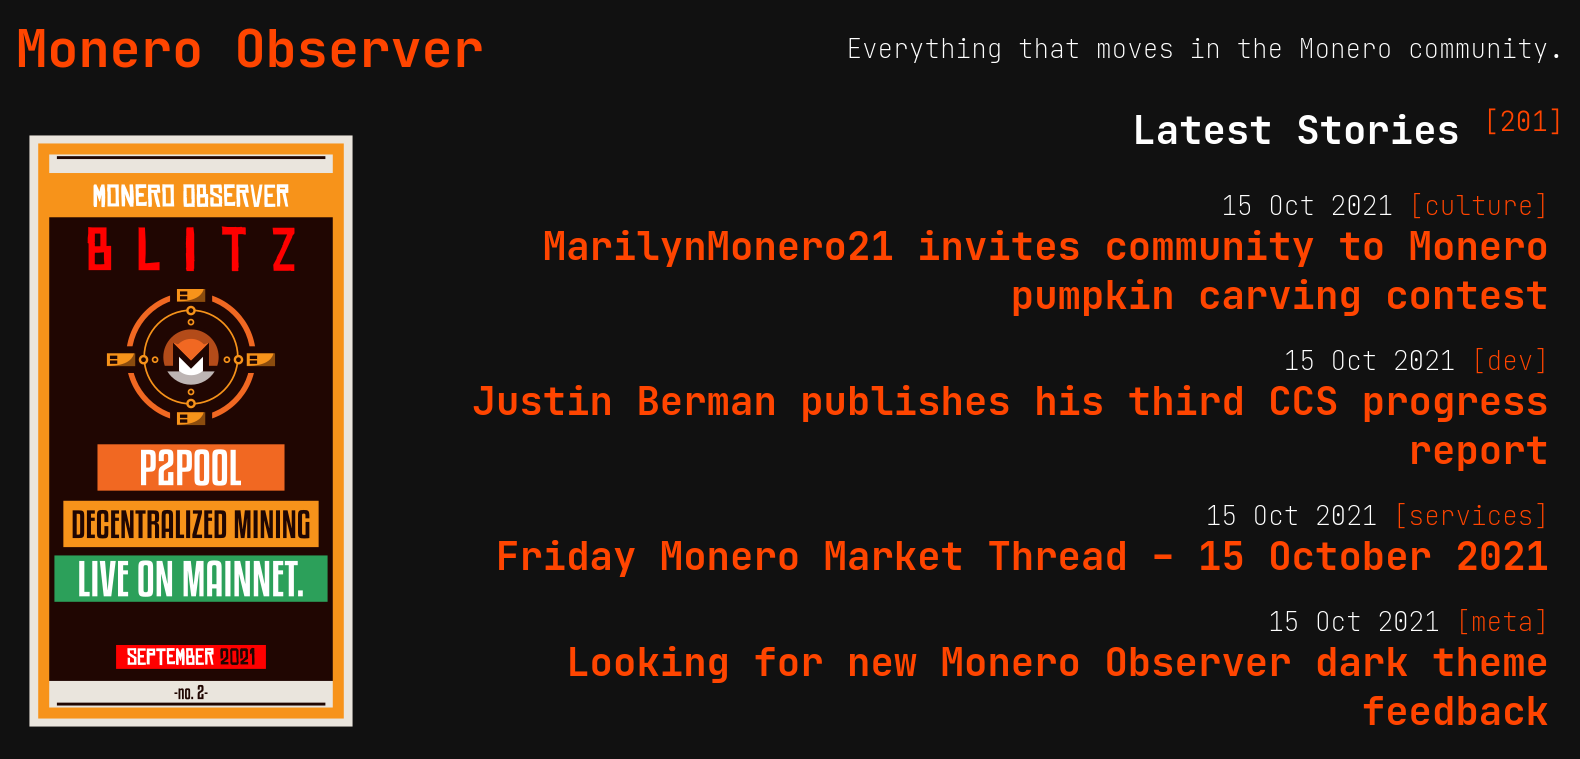 Monero Observer
Everything that moves in the Monero community.
MONERO OBSERVER
BLITZ
P2POOL
DECENTRALIZED MINING
LIVE ON MAINNET.
SEPTEMBER 2021
-no. 2-
Latest Stories [201]
15 Oct 2021 [culture]
MarilynMonero21 invites community to Monero
pumpkin carving contest
15 Oct 2021 [dev]
Justin Berman publishes his third CCS progress
report
15 Oct 2021 [services]
Friday Monero Market Thread - 15 October 2021
15 Oct 2021 [meta]
Looking for new Monero Observer dark theme
feedback